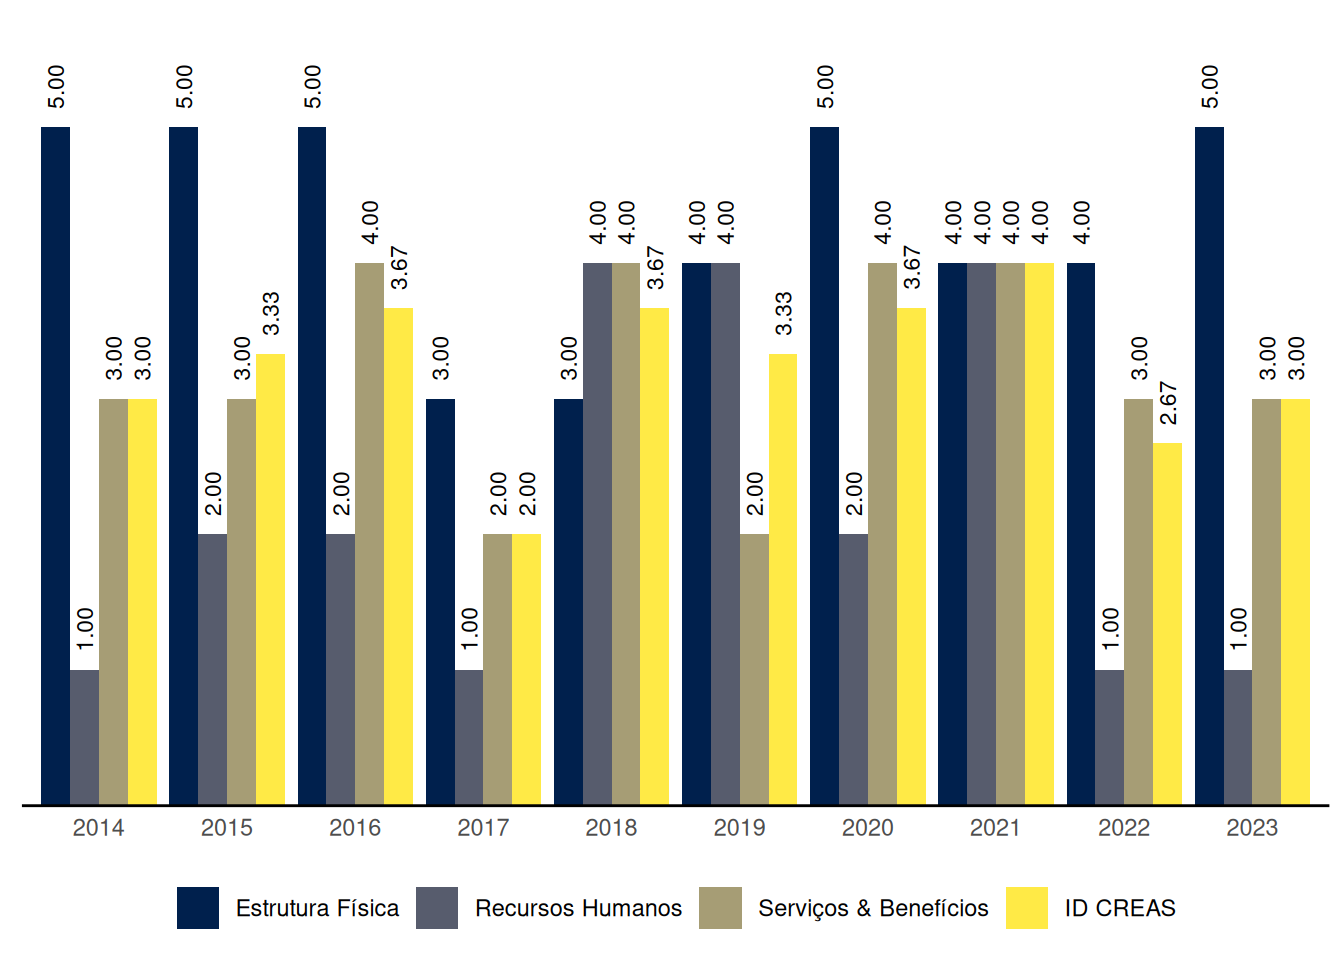 5.00 1.00 3.00 3.00
5.00 2.00 3.00 3.33
5.00 2.00 4.00 3.67
3.00 1.00 2.00 2.00
3.00 4.00 4.00 3.67
4.00 4.00 2.00 3.33
5.00 2.00 4.00 3.67
4.00 4.00 4.00 4.00
4.00 1.00 3.00 2.67
5.00 1.00 3.00 3.00
2014 2015 2016 2017 2018 2019 2020 2021 2022 2023
Estrutura Física Recursos Humanos Serviços & Benefícios ID CREAS